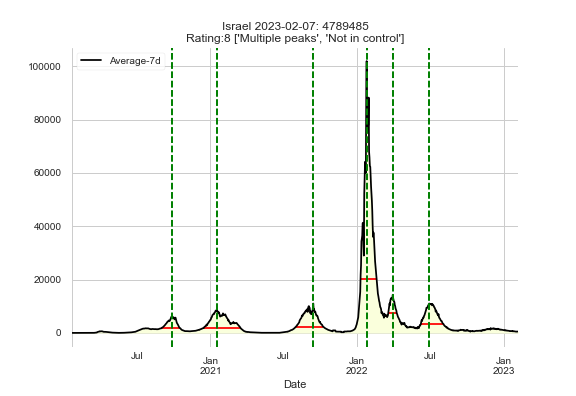 Israel 2023-02-07: 4789485
Rating:8 ['Multiple peaks', 'Not in control']
Average-7d
100000
80000
60000
40000
20000
0
Jul
Jan
2021
Jul
Jan
2022
Jul
Jan
2023
Date